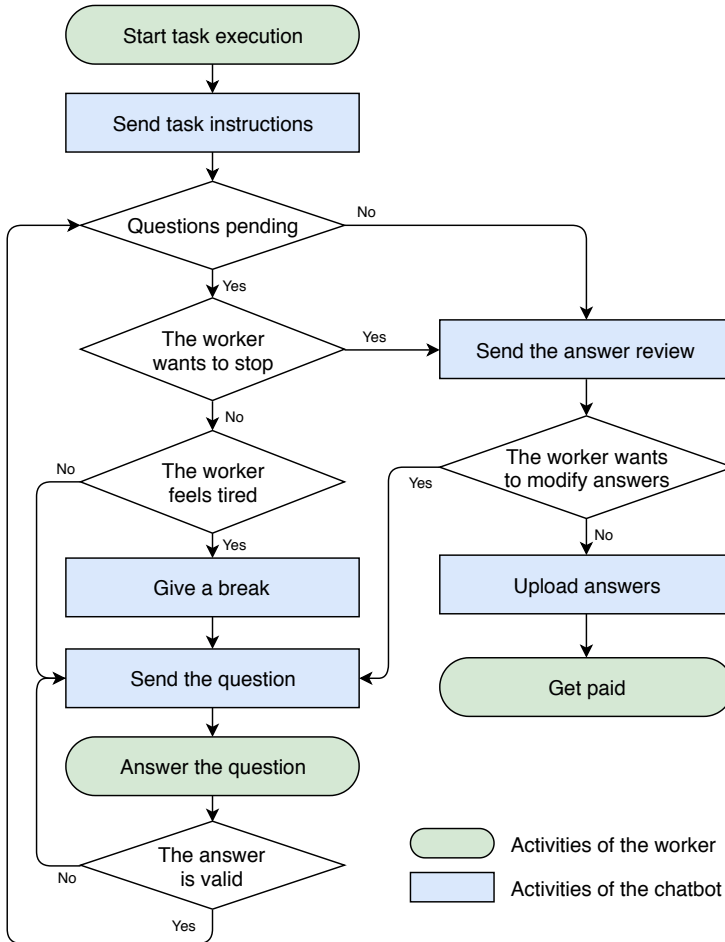 Start task execution
Send task instructions
Questions pending
No
Yes
The worker
wants to stop
Yes
Send the answer review
No
The worker
feels tired
No
Yes
The worker wants
to modify answers
Yes
No
Give a break
Upload answers
Send the question
Get paid
Answer the question
The answer
is valid
No
Yes
Activities of the worker
Activities of the chatbot